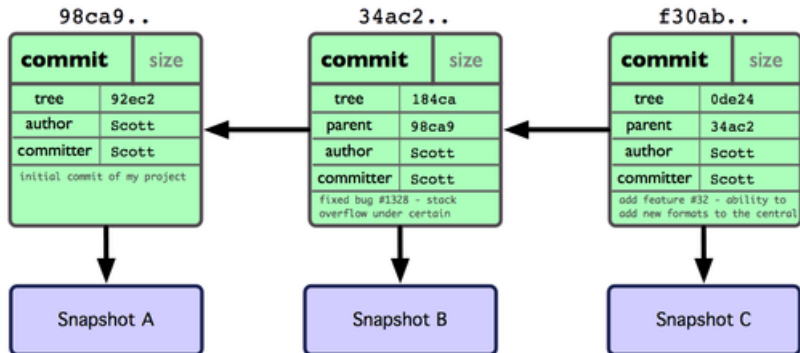 98ca9..
34ac2..
f30ab..
commit size
tree 92ec2
author Scott
committer Scott
initial commit of my project
commit size
tree 184ca
parent 98ca9
author Scott
committer Scott
fixed bug #1328 - stack
overflow under certain
commit size
tree 0de24
parent 34ac2
author Scott
committer Scott
add feature #32 - ability to
add new formats to the central
Snapshot A
Snapshot B
Snapshot C